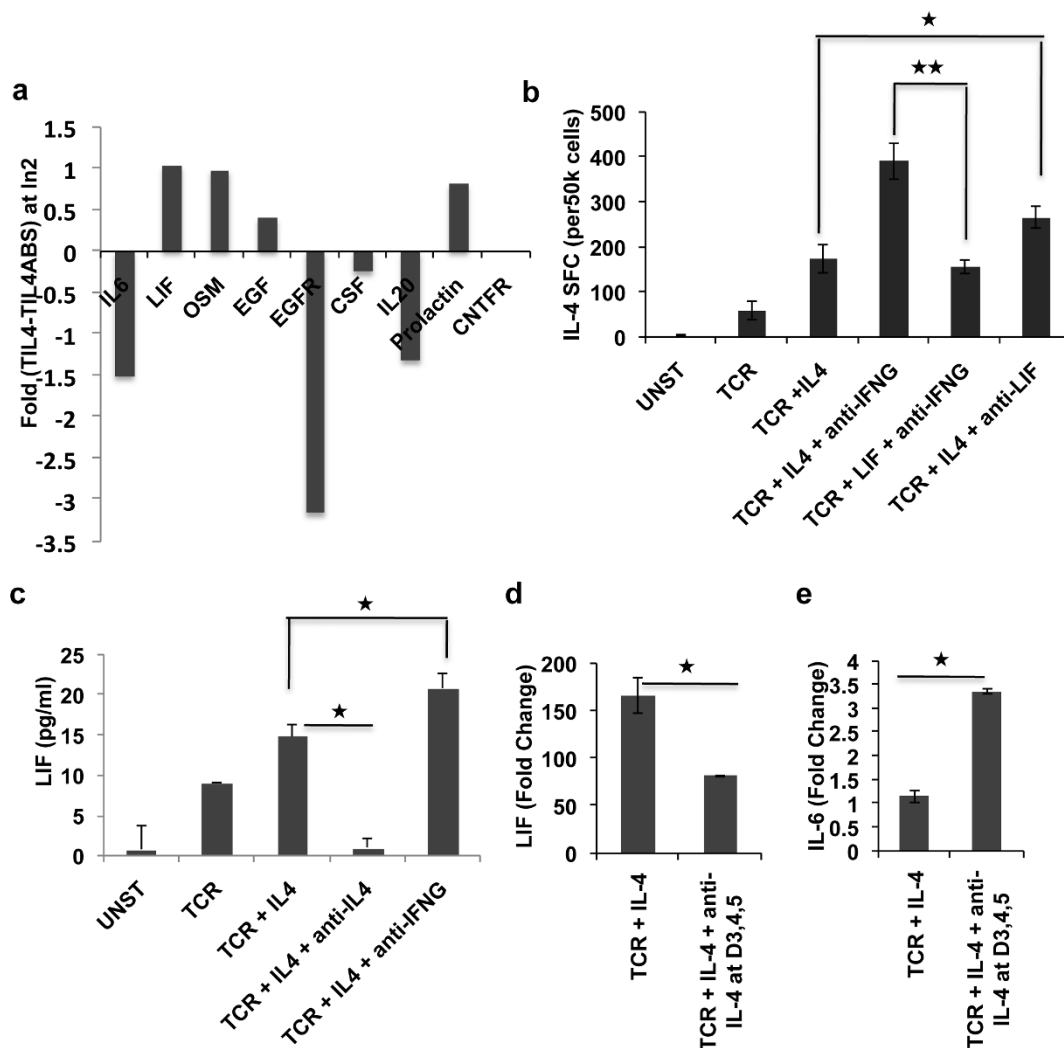 a
Fold (TIL4-TIL4ABS) at ln2
1.5
1
0.5
0
-0.5
-1
-1.5
-2
-2.5
-3
-3.5
IL6
LIF
OSM
EGF
EGFR
CSF
IL20
Prolactin
CNTFR
b
★
★★
IL-4 SFC (per50k cells)
500
400
300
200
100
0
UNST
TCR
TCR +IL4
TCR + IL4 + anti-IFNG
TCR + LIF + anti-IFNG
TCR + IL4 + anti-LIF
c
★
★
LIF (pg/ml)
25
20
15
10
5
0
UNST
TCR
TCR + IL4
TCR + IL4 + anti-IL4
TCR + IL4 + anti-IFNG
d
★
LIF (Fold Change)
200
150
100
50
0
TCR + IL-4
TCR + IL-4 + anti-
IL-4 at D3,4,5
e
★
IL-6 (Fold Change)
4
3.5
3
2.5
2
1.5
1
0.5
0
TCR + IL-4
TCR + IL-4 + anti-
IL-4 at D3,4,5